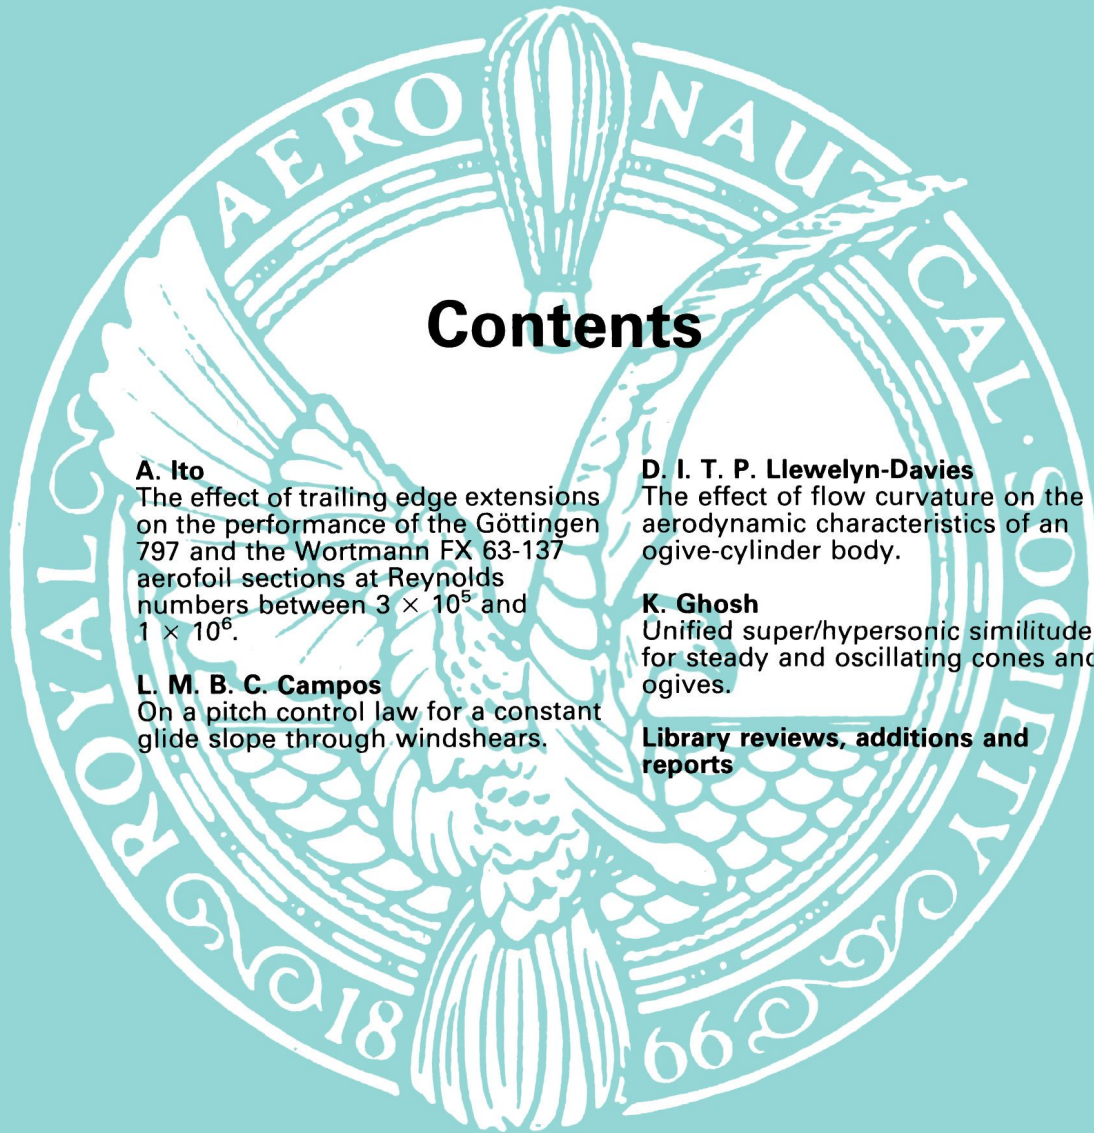 ROYAL AERONAUTICAL · SOCIETY
1866
Contents
A. Ito
The effect of trailing edge extensions
on the performance of the Göttingen
797 and the Wortmann FX 63-137
aerofoil sections at Reynolds
numbers between 3 × 10⁵ and
1 × 10⁶.
L. M. B. C. Campos
On a pitch control law for a constant
glide slope through windshears.
D. I. T. P. Llewelyn-Davies
The effect of flow curvature on the
aerodynamic characteristics of an
ogive-cylinder body.
K. Ghosh
Unified super/hypersonic similitude
for steady and oscillating cones and
ogives.
Library reviews, additions and
reports